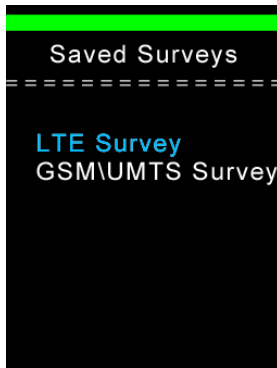 Saved Surveys
===============
LTE Survey
GSM\UMTS Survey